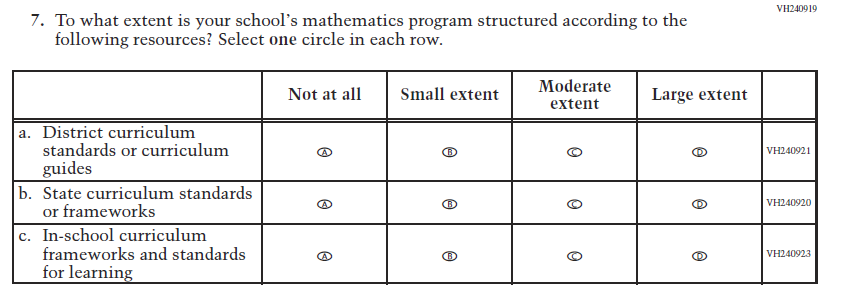 VH240919
7. To what extent is your school's mathematics program structured according to the
following resources? Select one circle in each row.
Not at all Small extent Moderate extent Large extent
a. District curriculum
standards or curriculum
guides
A B C D VH240921
b. State curriculum standards
or frameworks
A B C D VH240920
c. In-school curriculum
frameworks and standards
for learning
A B C D VH240923